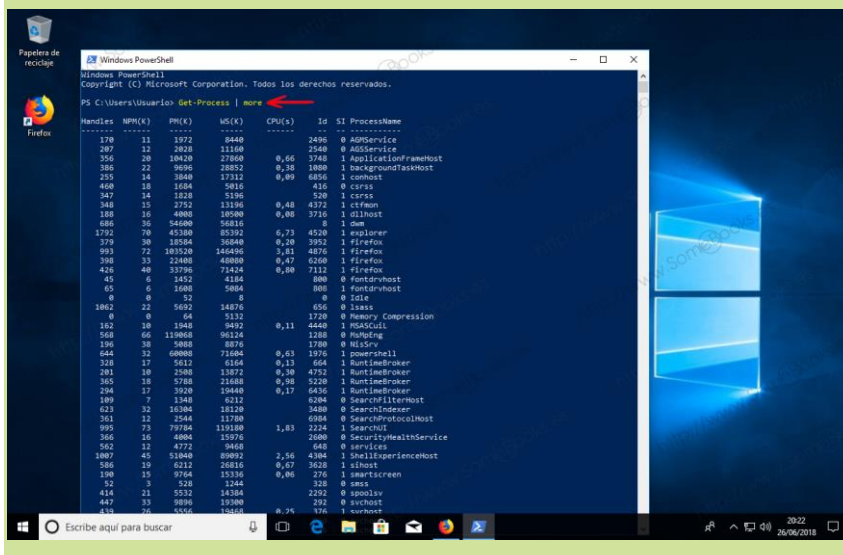 Papelera de
reciclaje
Firefox
Windows PowerShell
Windows PowerShell
Copyright (C) Microsoft Corporation. Todos los derechos reservados.
PS C:\Users\Usuario> Get-Process | more
Handles NPM(K) PM(K) WS(K) CPU(s) Id SI ProcessName
------- ------ ----- ----- ------ -- -- -----------
170 11 1972 8440 2496 0 AGMService
207 12 2028 11160 2540 0 AGSService
356 20 10420 27860 0,66 3748 1 ApplicationFrameHost
386 22 9696 28852 0,38 1080 1 backgroundTaskHost
255 14 3840 17312 0,09 6856 1 conhost
460 18 1684 5016 416 0 csrss
347 14 1828 5196 520 1 csrss
348 15 2752 13196 0,48 4372 1 ctfmon
188 16 4008 10500 0,08 3716 1 dllhost
686 36 54600 56816 8 1 dwm
1792 70 45380 85392 6,73 4520 1 explorer
379 30 18584 36840 0,20 3952 1 firefox
993 72 103520 146496 3,81 4876 1 firefox
398 33 22408 48080 0,47 6260 1 firefox
426 40 33796 71424 0,80 7112 1 firefox
45 6 1452 4184 800 0 fontdrvhost
65 6 1608 5084 808 1 fontdrvhost
0 0 52 8 0 0 Idle
1062 22 5692 14876 656 0 lsass
0 0 64 5132 1720 0 Memory Compression
162 10 1948 9492 0,11 4440 1 MSASCuiL
568 66 119068 96124 1288 0 MsMpEng
196 38 5088 8876 1780 0 NisSrv
644 32 60008 71604 0,63 1976 1 powershell
328 17 5612 6164 0,13 664 1 RuntimeBroker
201 10 2508 13872 0,30 4752 1 RuntimeBroker
365 18 5788 21688 0,98 5220 1 RuntimeBroker
294 17 3920 19440 0,17 6436 1 RuntimeBroker
109 7 1348 6212 6204 0 SearchFilterHost
623 32 16304 18120 3480 0 SearchIndexer
361 12 2544 11780 6984 0 SearchProtocolHost
995 73 79784 119180 1,83 2224 1 SearchUI
366 16 4004 15976 2600 0 SecurityHealthService
562 12 4772 9468 648 0 services
1007 45 51040 89092 2,56 4304 1 ShellExperienceHost
586 19 6212 26816 0,67 3628 1 sihost
190 15 9764 15336 0,06 276 1 smartscreen
52 3 528 1244 328 0 smss
414 21 5532 14384 2292 0 spoolsv
447 33 9896 19300 292 0 svchost
439 26 5556 19468 0,25 376 1 svchost
Escribe aquí para buscar
20:22
26/06/2018